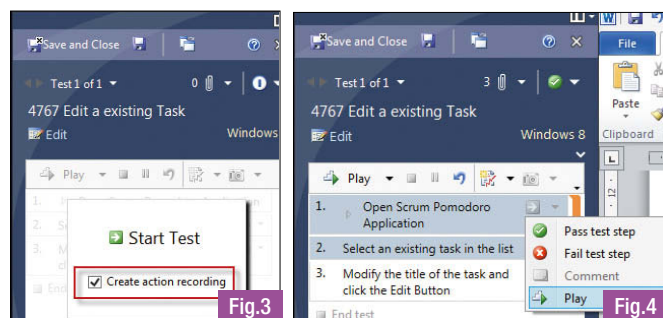 Save and Close
Test 1 of 1
0
4767 Edit a existing Task
Edit
Windows
Play
1.
2.
3.
Start Test
Create action recording
Fig.3
Save and Close
Test 1 of 1
3
4767 Edit a existing Task
Edit
Windows 8
Play
1. Open Scrum Pomodoro
Application
2. Select an existing task in the list
3. Modify the title of the task and
click the Edit Button
End test
Pass test step
Fail test step
Comment
Play
File
Paste
Clipboard
L
12
Fig.4